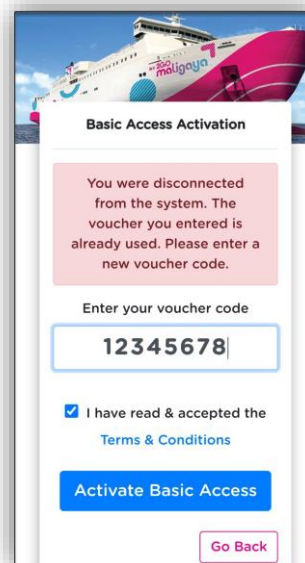 2GO
maligaya
Basic Access Activation
You were disconnected
from the system. The
voucher you entered is
already used. Please enter a
new voucher code.
Enter your voucher code
12345678
I have read & accepted the
Terms & Conditions
Activate Basic Access
Go Back